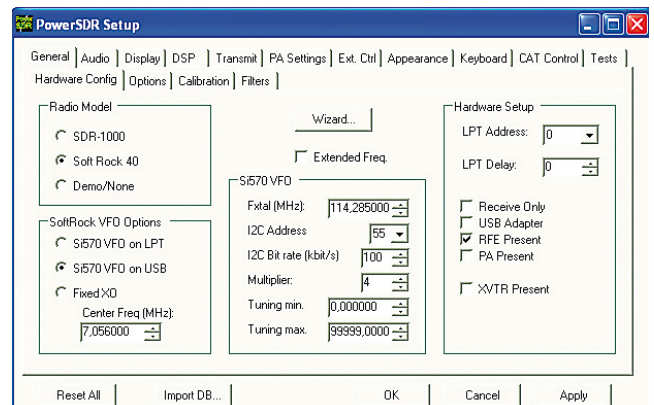 PowerSDR Setup
General Audio Display DSP Transmit PA Settings Ext. Ctrl Appearance Keyboard CAT Control Tests
Hardware Config Options Calibration Filters
Radio Model
SDR-1000
Soft Rock 40
Demo/None
SoftRock VFO Options
Si570 VFO on LPT
Si570 VFO on USB
Fixed XO
Center Freq (MHz):
7,056000
Wizard...
Extended Freq.
Si570 VFO
Fxtal (MHz): 114,285000
I2C Address 55
I2C Bit rate (kbit/s) 100
Multiplier: 4
Tuning min. 0,000000
Tuning max. 99999,0000
Hardware Setup
LPT Address: 0
LPT Delay: 0
Receive Only
USB Adapter
RFE Present
PA Present
XVTR Present
Reset All Import DB... OK Cancel Apply